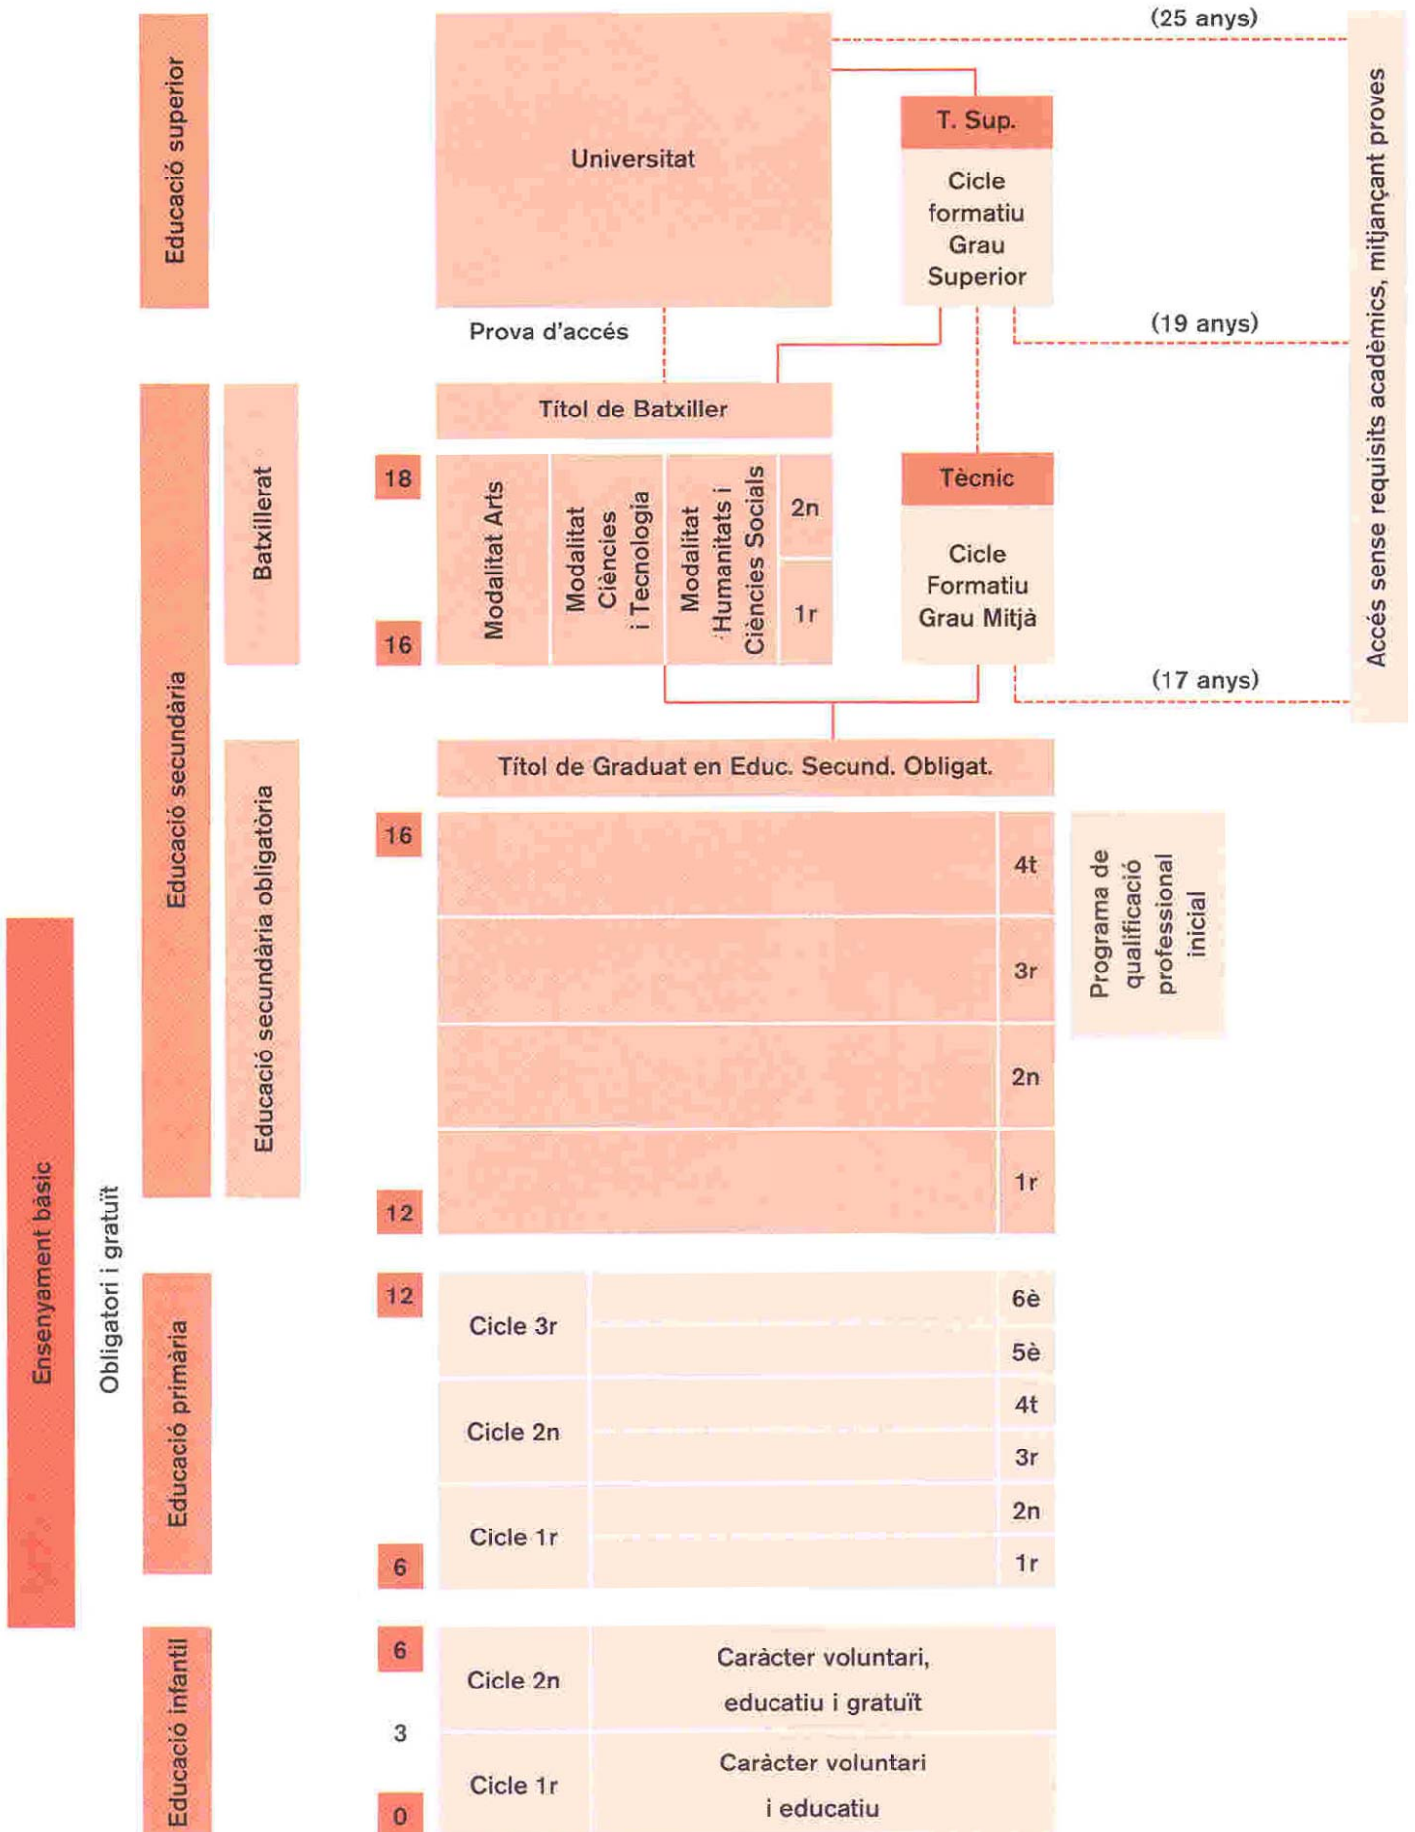 (25 anys)
Educació superior
Universitat
T. Sup.
Cicle
formatiu
Grau
Superior
Accés sense requisits acadèmics, mitjançant proves
Prova d'accés
(19 anys)
Títol de Batxiller
Educació secundària
Batxillerat
18
16
Modalitat Arts
Modalitat
Ciències
i Tecnologia
Modalitat
Humanitats i
Ciències Socials
2n
1r
Tècnic
Cicle
Formatiu
Grau Mitjà
(17 anys)
Títol de Graduat en Educ. Secund. Obligat.
Educació secundària obligatòria
16
4t
3r
2n
1r
12
Programa de
qualificació
professional
inicial
Ensenyament bàsic
Obligatori i gratuït
Educació primària
12
Cicle 3r
6è
5è
Cicle 2n
4t
3r
Cicle 1r
2n
1r
6
Educació infantil
6
Cicle 2n
Caràcter voluntari,
educatiu i gratuït
3
Cicle 1r
Caràcter voluntari
i educatiu
0